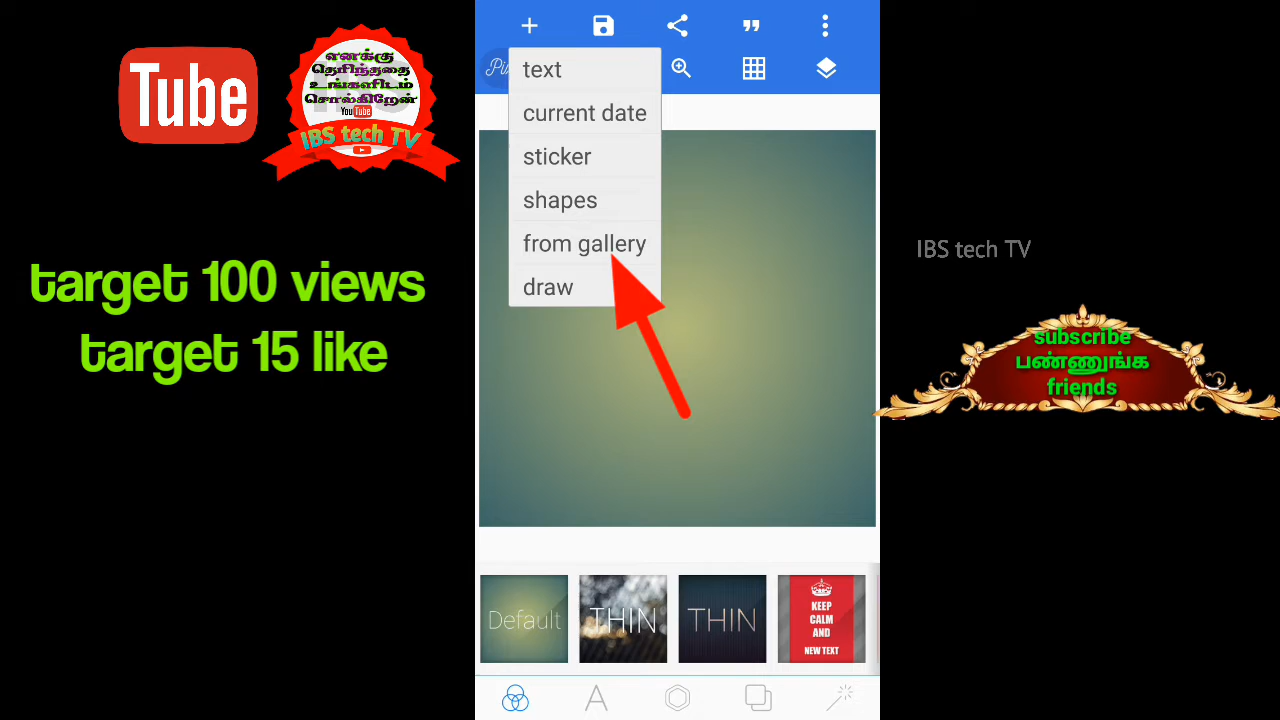 Tube
எனக்கு
தெரிந்ததை
உங்களிடம்
சொல்கிறேன்
YouTube
IBS tech TV
target 100 views
target 15 like
text
current date
sticker
shapes
from gallery
draw
Default
THIN
THIN
KEEP
CALM
AND
NEW TEXT
A
IBS tech TV
subscribe
பண்ணுங்க
friends